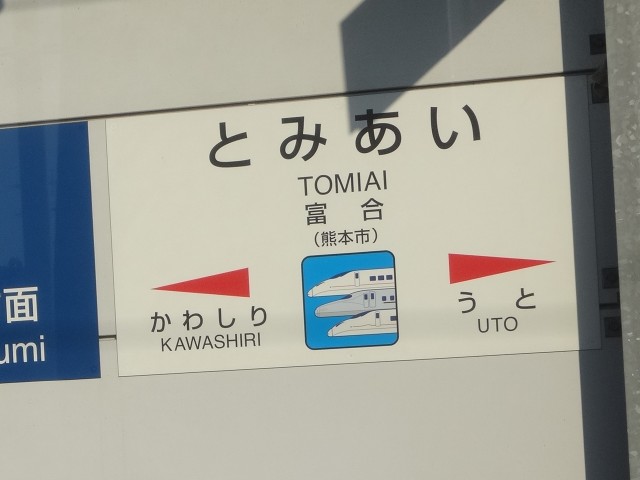 とみあい
TOMIAI
富合
(熊本市)
かわしり
KAWASHIRI
うと
UTO
面
umi